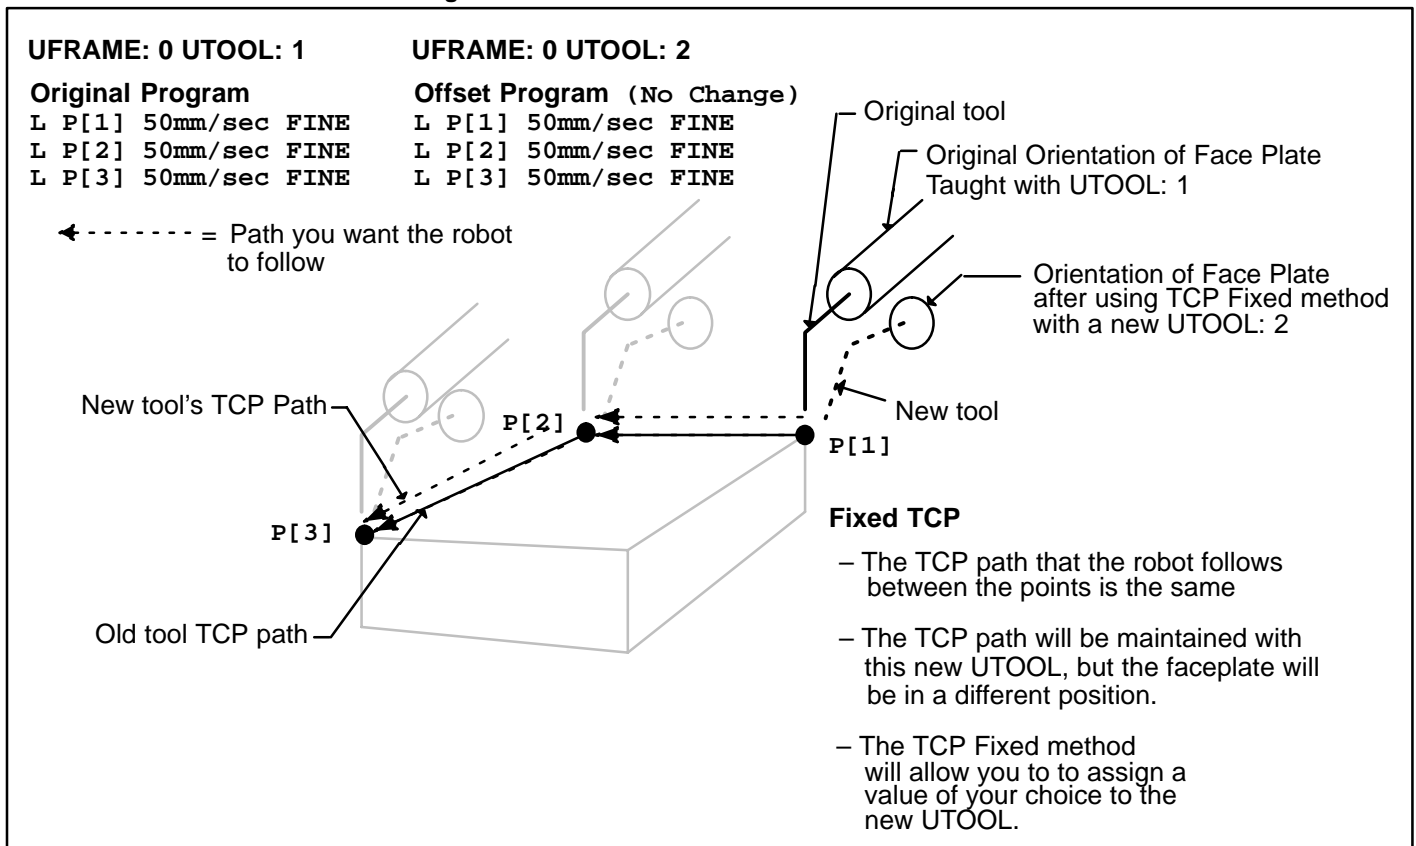 UFRAME: 0 UTOOL: 1
Original Program
L P[1] 50mm/sec FINE
L P[2] 50mm/sec FINE
L P[3] 50mm/sec FINE
UFRAME: 0 UTOOL: 2
Offset Program (No Change)
L P[1] 50mm/sec FINE
L P[2] 50mm/sec FINE
L P[3] 50mm/sec FINE
= Path you want the robot
to follow
Original tool
Original Orientation of Face Plate
Taught with UTOOL: 1
Orientation of Face Plate
after using TCP Fixed method
with a new UTOOL: 2
New tool's TCP Path
P[2]
New tool
P[1]
P[3]
Old tool TCP path
Fixed TCP
– The TCP path that the robot follows
between the points is the same
– The TCP path will be maintained with
this new UTOOL, but the faceplate will
be in a different position.
– The TCP Fixed method
will allow you to to assign a
value of your choice to the
new UTOOL.